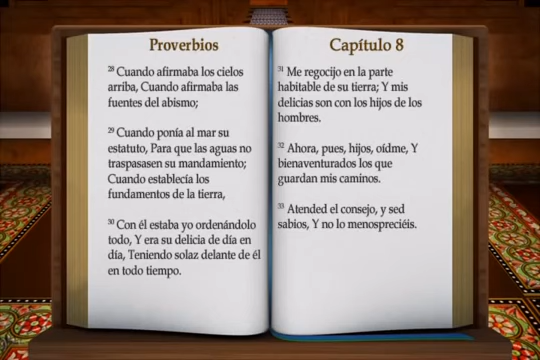 Proverbios
28 Cuando afirmaba los cielos
arriba, Cuando afirmaba las
fuentes del abismo;
29 Cuando ponía al mar su
estatuto, Para que las aguas no
traspasasen su mandamiento;
Cuando establecía los
fundamentos de la tierra,
30 Con él estaba yo ordenándolo
todo, Y era su delicia de día en
día, Teniendo solaz delante de él
en todo tiempo.
Capítulo 8
31 Me regocijo en la parte
habitable de su tierra; Y mis
delicias son con los hijos de los
hombres.
32 Ahora, pues, hijos, oídme, Y
bienaventurados los que
guardan mis caminos.
33 Atended el consejo, y sed
sabios, Y no lo menospreciéis.